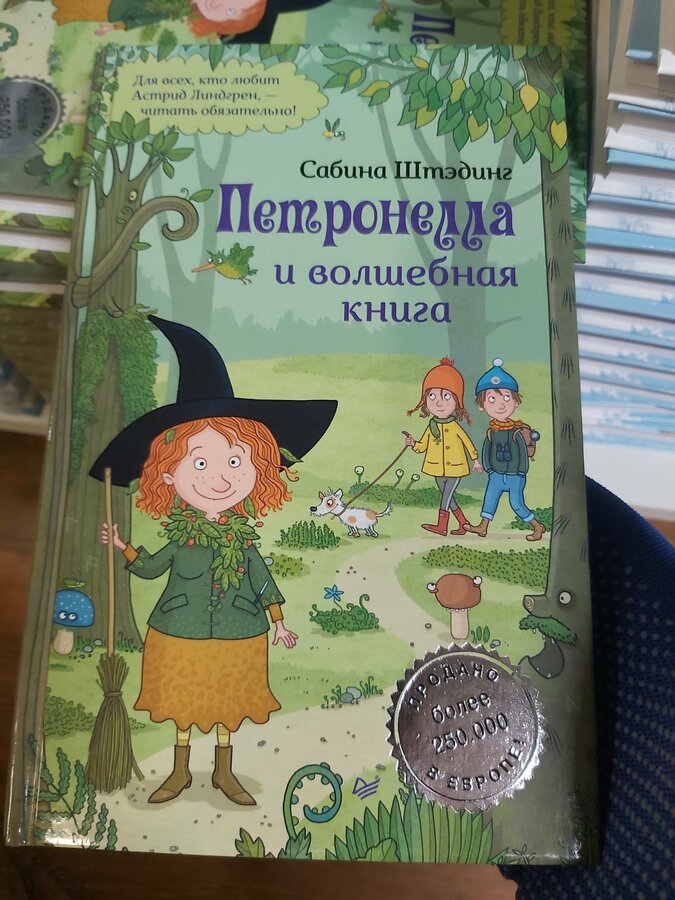 Для всех, кто любит
Астрид Линдгрен, —
читать обязательно!
Сабина Штэдинг
Петронелла
и волшебная
книга
ПРОДАНО
более
250.000
В ЕВРОПЕ!